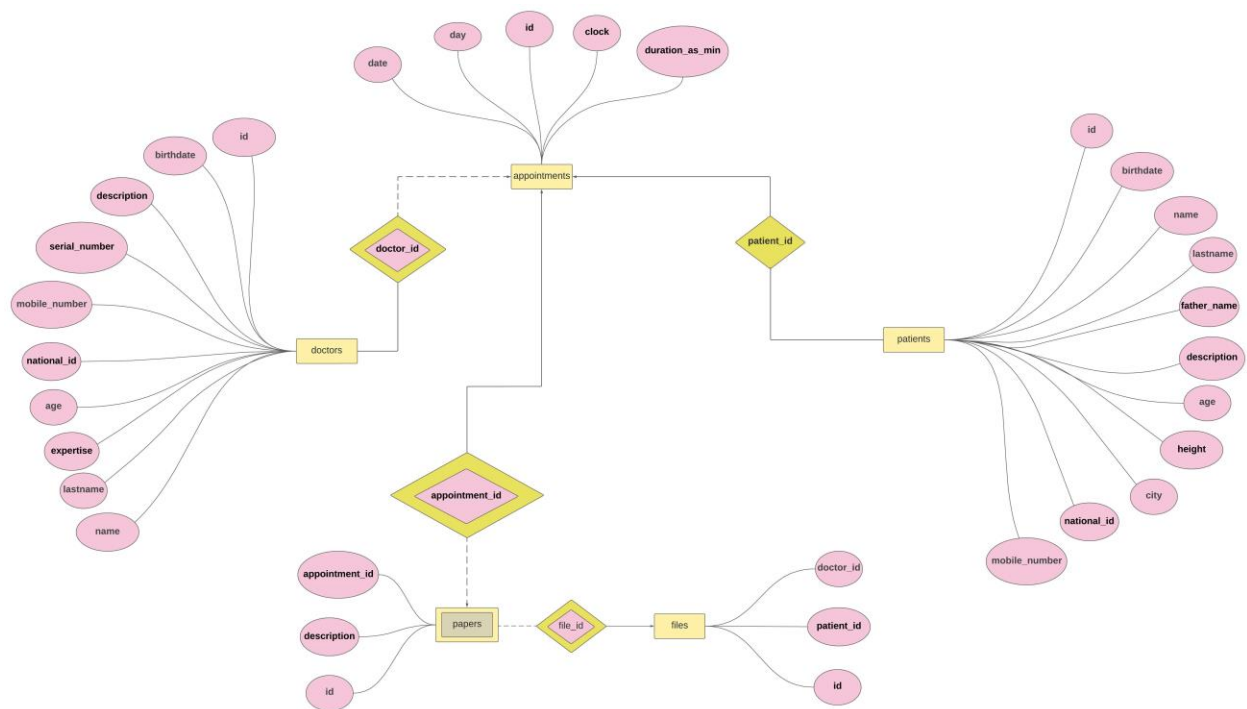 date
day
id
clock
duration_as_min
appointments
id
birthdate
description
serial_number
mobile_number
national_id
age
expertise
lastname
name
doctors
doctor_id
patient_id
patients
id
birthdate
name
lastname
father_name
description
age
height
city
national_id
mobile_number
appointment_id
appointment_id
description
id
papers
file_id
files
doctor_id
patient_id
id